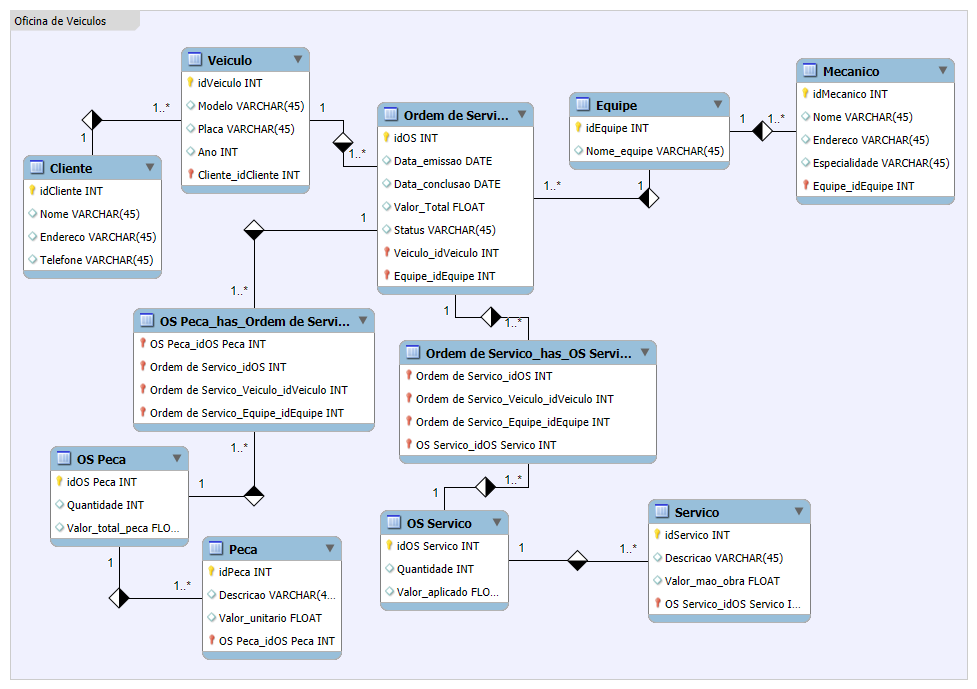 Oficina de Veiculos
Veiculo
idVeiculo INT
Modelo VARCHAR(45)
Placa VARCHAR(45)
Ano INT
Client_idCliente INT
1..*
1
Cliente
idCliente INT
Nome VARCHAR(45)
Endereco VARCHAR(45)
Telefone VARCHAR(45)
1
1..*
Ordem de Servi...
idOS INT
Data_emissao DATE
Data_conclusao DATE
Valor_Total FLOAT
Status VARCHAR(45)
Veiculo_idVeiculo INT
Equipe_idEquipe INT
Equipe
idEquipe INT
Nome_equipe VARCHAR(45)
1
1..*
Mecanico
idMecanico INT
Nome VARCHAR(45)
Endereco VARCHAR(45)
Especialidade VARCHAR(45)
Equipe_idEquipe INT
1..*
1
1
1..*
OS Peca_has_Ordem de Servi...
OS Peca_idOS Peca INT
Ordem de Servico_idOS INT
Ordem de Servico_Veiculo_idVeiculo INT
Ordem de Servico_Equipe_idEquipe INT
1
1..*
Ordem de Servico_has_OS Servi...
Ordem de Servico_idOS INT
Ordem de Servico_Veiculo_idVeiculo INT
Ordem de Servico_Equipe_idEquipe INT
OS Servico_idOS Servico INT
1..*
1
OS Peca
idOS Peca INT
Quantidade INT
Valor_total_peca FLO...
1
1..*
Peca
idPeca INT
Descricao VARCHAR(4...
Valor_unitario FLOAT
OS Peca_idOS Peca INT
1..*
1
OS Servico
idOS Servico INT
Quantidade INT
Valor_aplicado FLO...
1
1..*
Servico
idServico INT
Descricao VARCHAR(45)
Valor_mao_obra FLOAT
OS Servico_idOS Servico I...